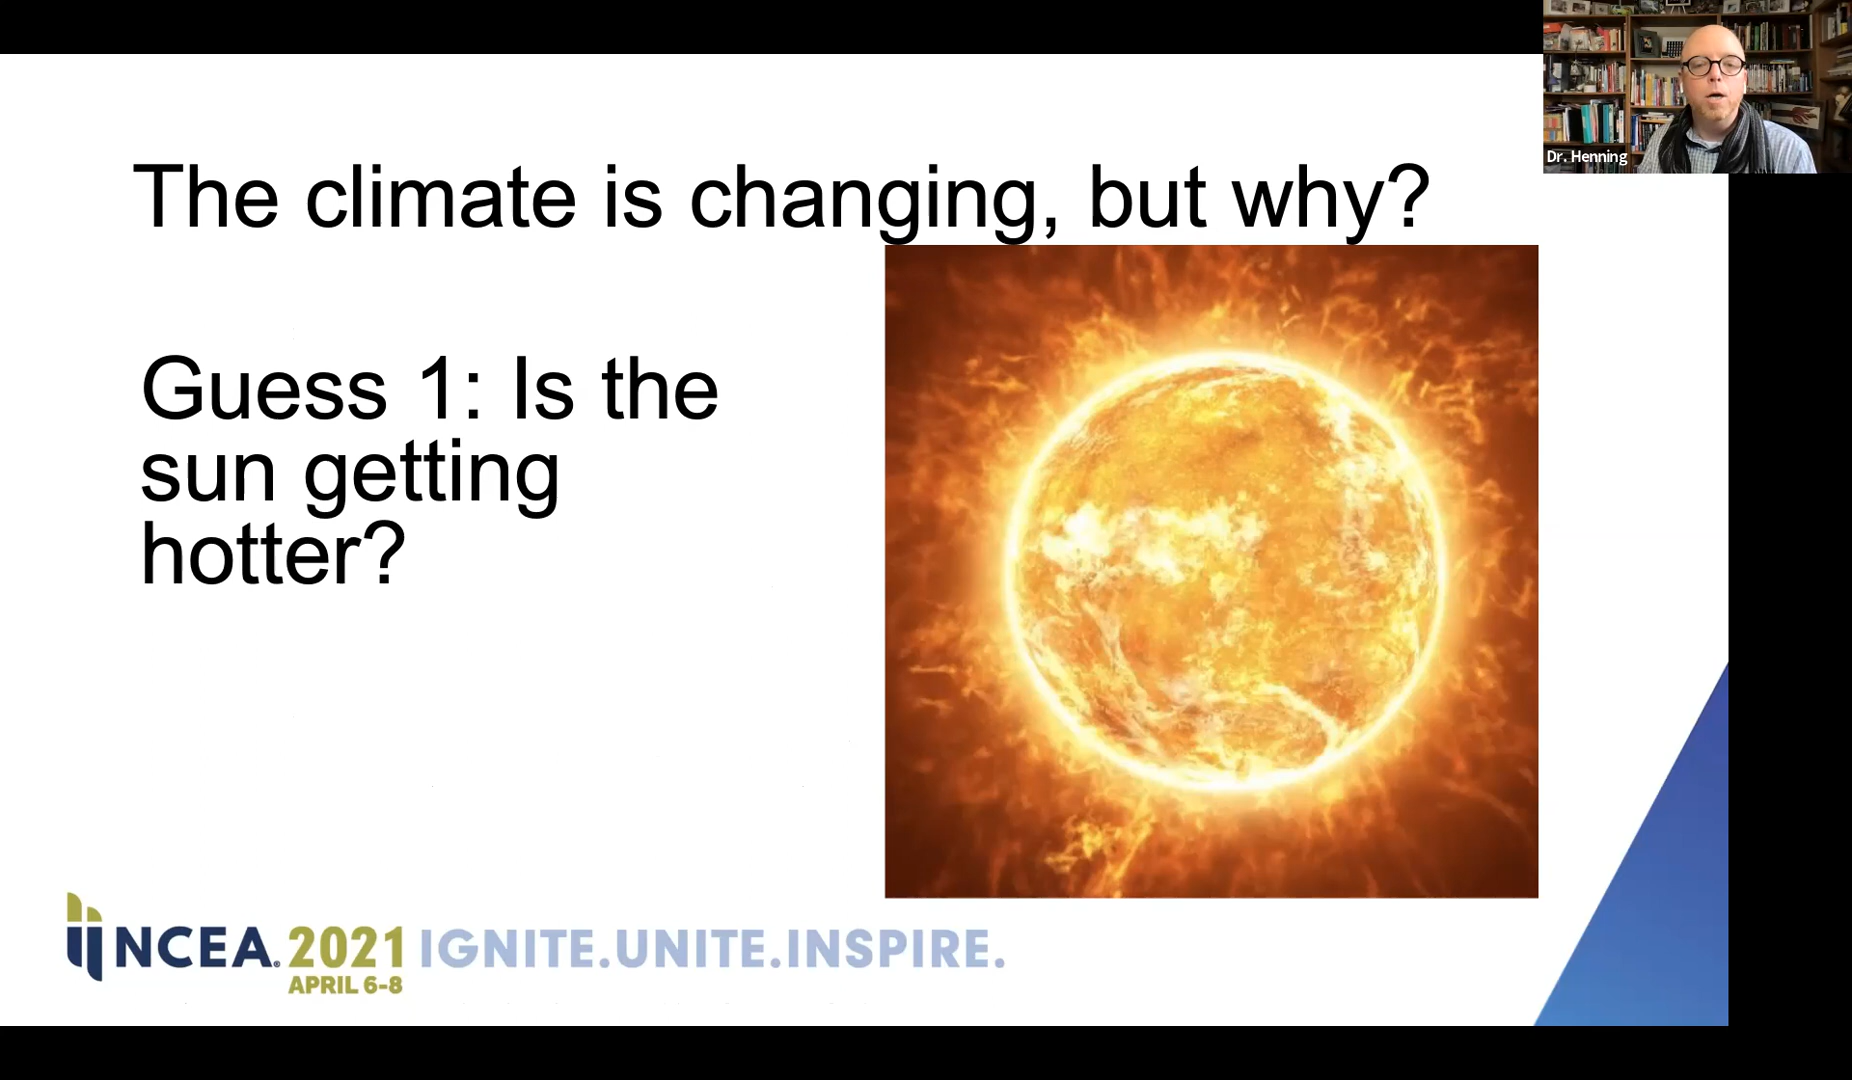 Dr. Henning
The climate is changing, but why?
Guess 1: Is the
sun getting
hotter?
NCEA® 2021 IGNITE.UNITE.INSPIRE.
APRIL 6-8